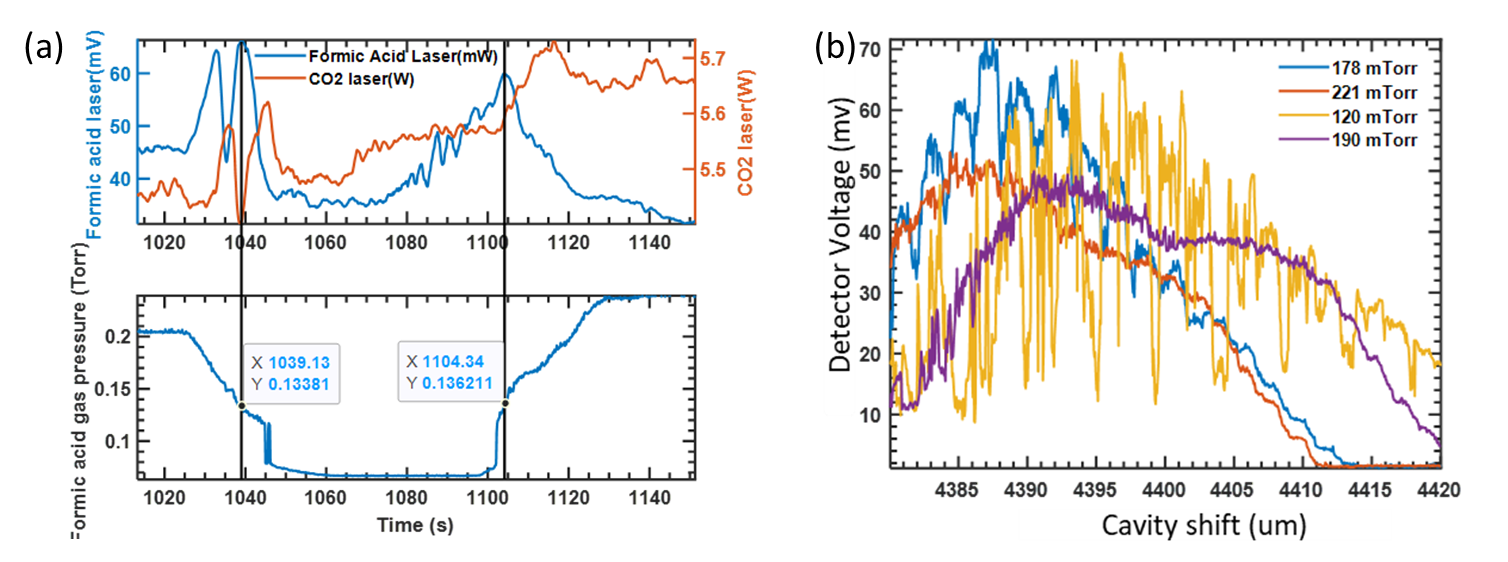 (a)
Formic acid laser(mV)
60
50
40
Formic Acid Laser(mW)
CO2 laser(W)
5.7
5.6
5.5
CO2 laser(W)
1020 1040 1060 1080 1100 1120 1140
Formic acid gas pressure (Torr)
0.2
0.15
0.1
X 1039.13
Y 0.13381
X 1104.34
Y 0.136211
1020 1040 1060 1080 1100 1120 1140
Time (s)
(b)
Detector Voltage (mv)
70
60
50
40
30
20
10
178 mTorr
221 mTorr
120 mTorr
190 mTorr
4385 4390 4395 4400 4405 4410 4415 4420
Cavity shift (um)